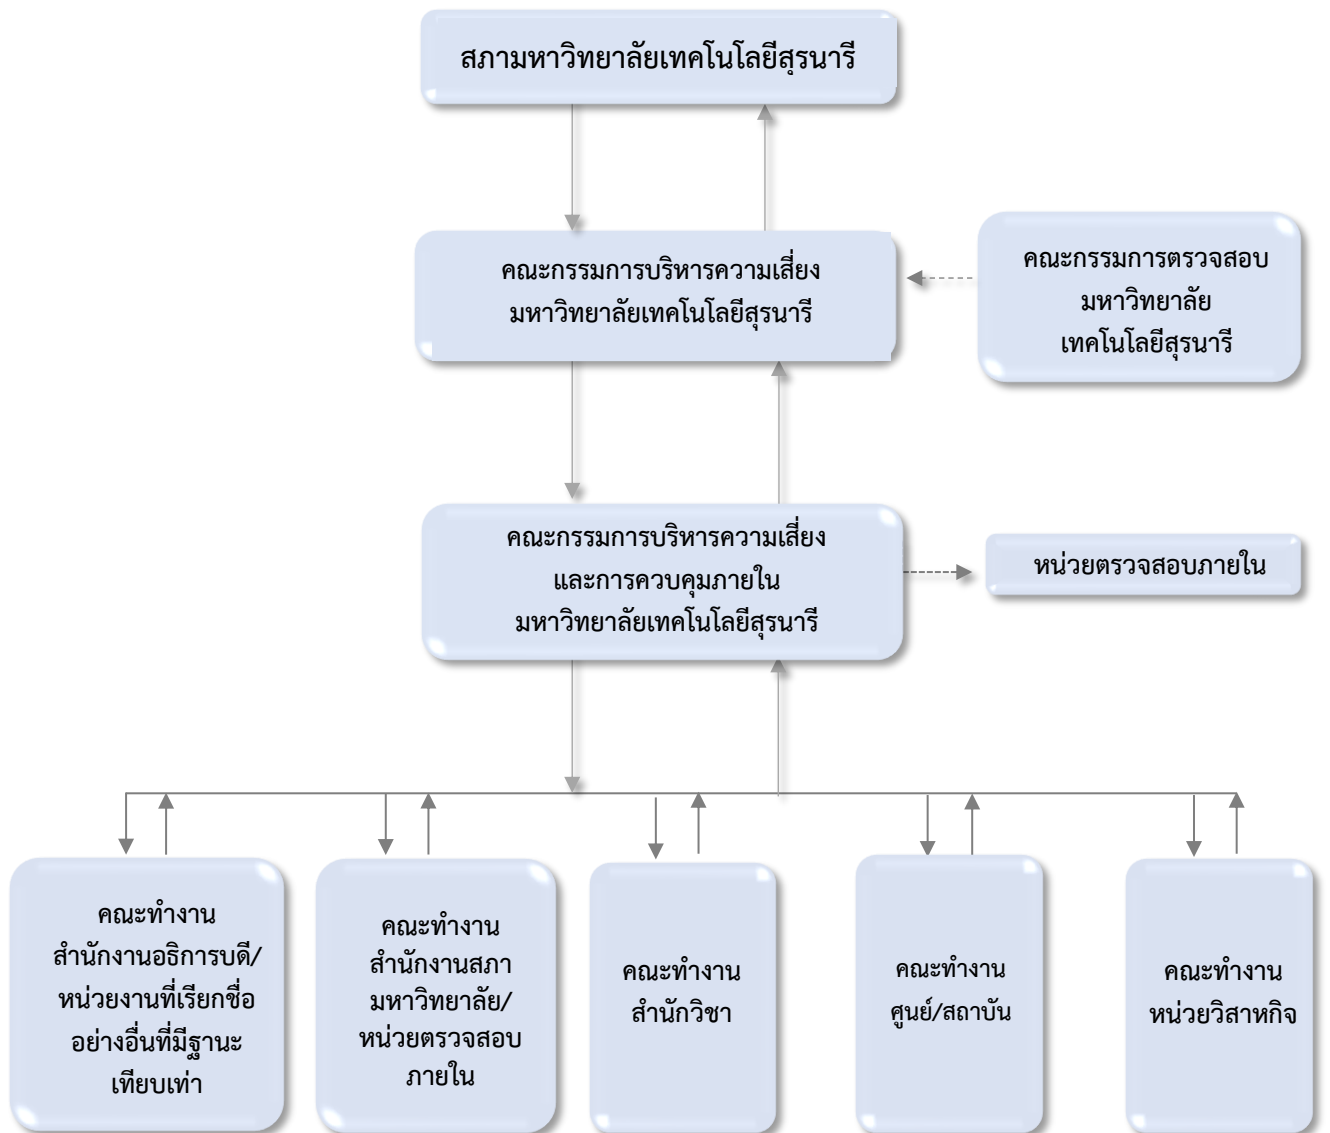 สภามหาวิทยาลัยเทคโนโลยีสุรนารี
คณะกรรมการบริหารความเสี่ยง
มหาวิทยาลัยเทคโนโลยีสุรนารี
คณะกรรมการตรวจสอบ
มหาวิทยาลัย
เทคโนโลยีสุรนารี
คณะกรรมการบริหารความเสี่ยง
และการควบคุมภายใน
มหาวิทยาลัยเทคโนโลยีสุรนารี
หน่วยตรวจสอบภายใน
คณะทำงาน
สำนักงานอธิการบดี/
หน่วยงานที่เรียกชื่อ
อย่างอื่นที่มีฐานะ
เทียบเท่า
คณะทำงาน
สำนักงานสภา
มหาวิทยาลัย/
หน่วยตรวจสอบ
ภายใน
คณะทำงาน
สำนักวิชา
คณะทำงาน
ศูนย์/สถาบัน
คณะทำงาน
หน่วยวิสาหกิจ